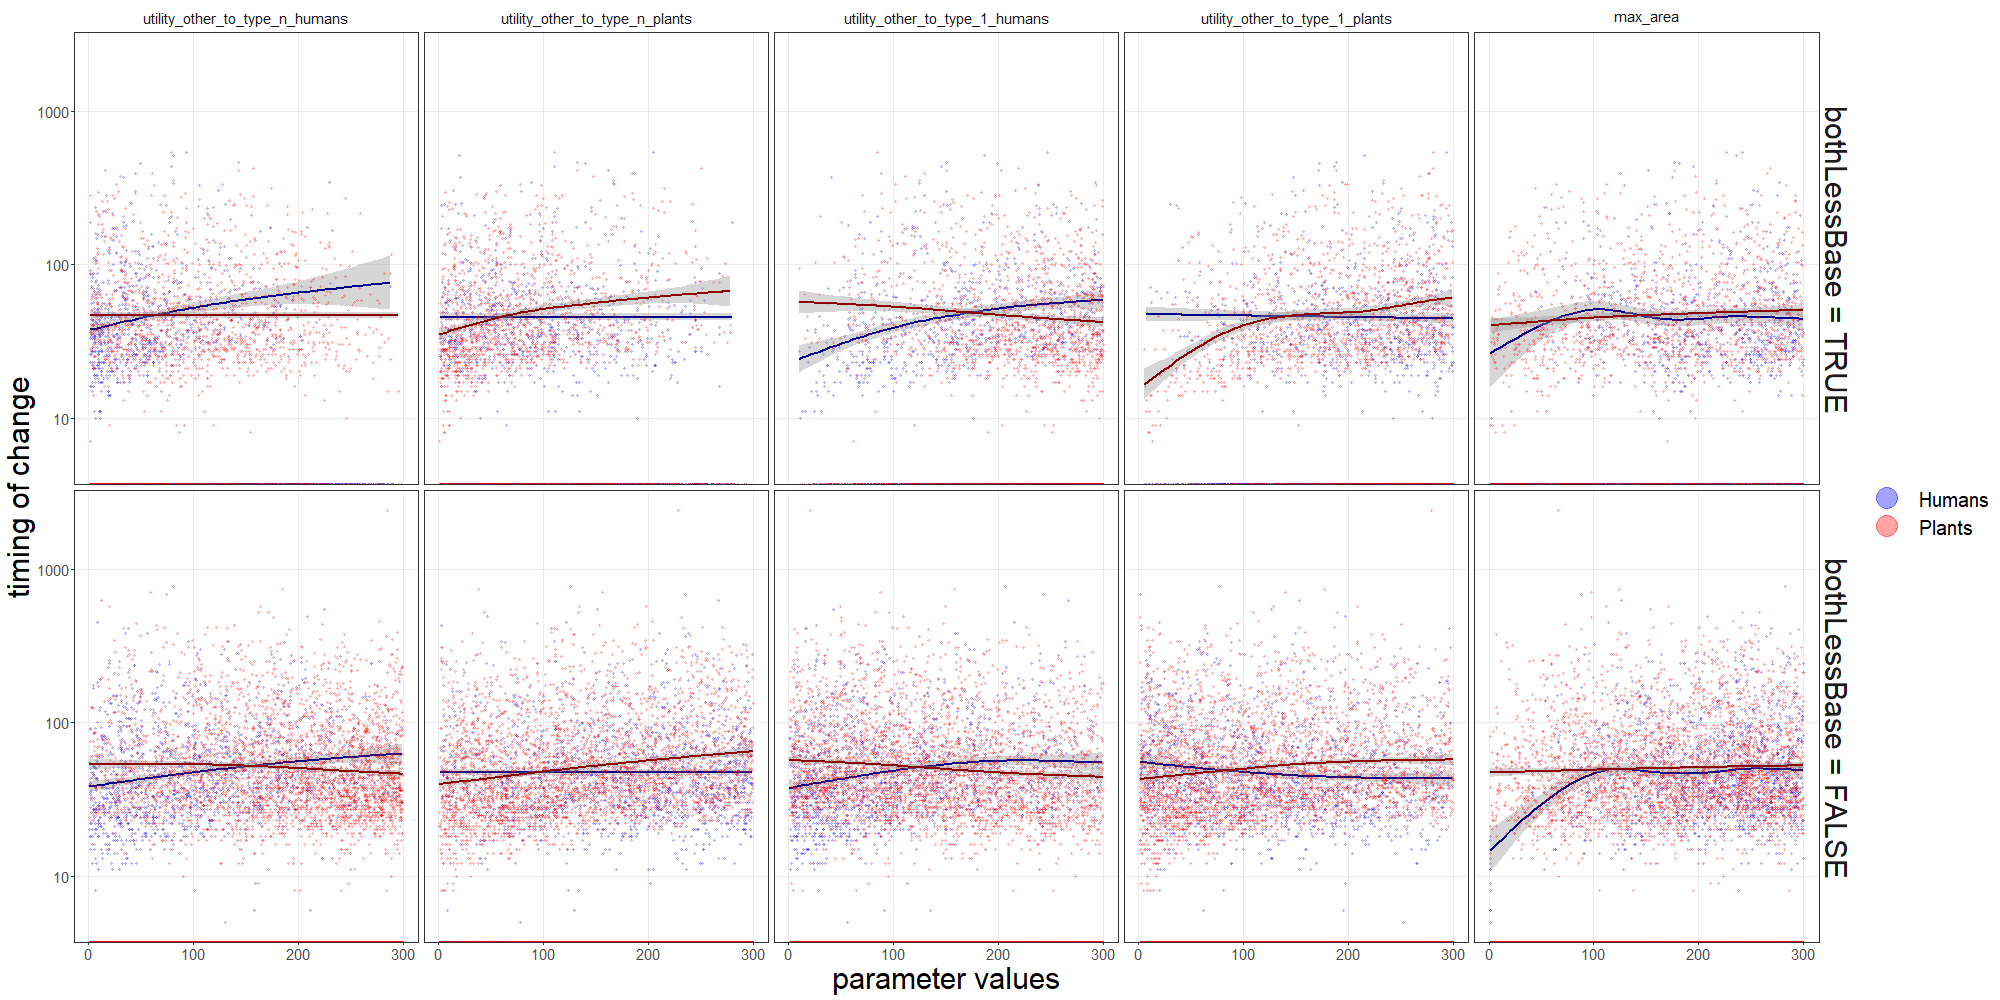 utility_other_to_type_n_humans
utility_other_to_type_n_plants
utility_other_to_type_1_humans
utility_other_to_type_1_plants
max_area
1000
100
10
bothLessBase = TRUE
1000
100
10
bothLessBase = FALSE
timing of change
0 100 200 300
0 100 200 300
0 100 200 300
0 100 200 300
0 100 200 300
parameter values
Humans
Plants